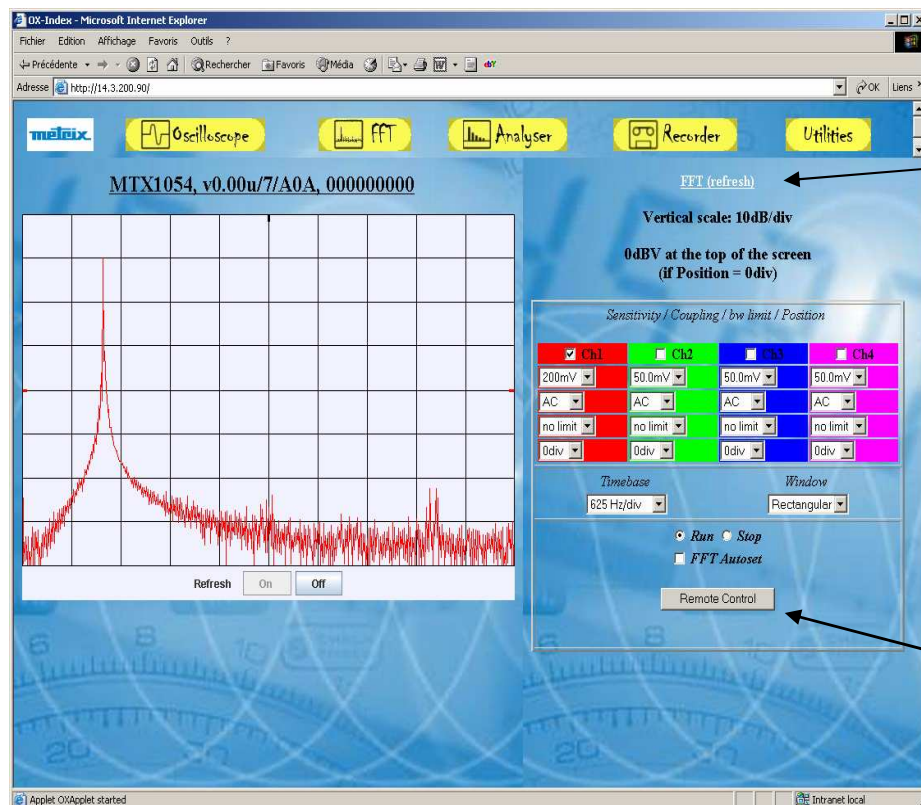 OX-Index - Microsoft Internet Explorer
Fichier Edition Affichage Favoris Outils ?
Précédente Rechercher Favoris Média
Adresse http://14.3.200.90/ OK Liens
metrix Oscilloscope FFT Analyser Recorder Utilities
MTX1054, v0.00u/7/A0A, 000000000
FFT (refresh)
Vertical scale: 10dB/div
0dBV at the top of the screen
(if Position = 0div)
Sensitivity / Coupling / bw limit / Position
Ch1 Ch2 Ch3 Ch4
200mV 50.0mV 50.0mV 50.0mV
AC AC AC AC
no limit no limit no limit no limit
0div 0div 0div 0div
Timebase Window
625 Hz/div Rectangular
Run Stop
FFT Autoset
Refresh On Off
Remote Control
Applet OXApplet started Intranet local